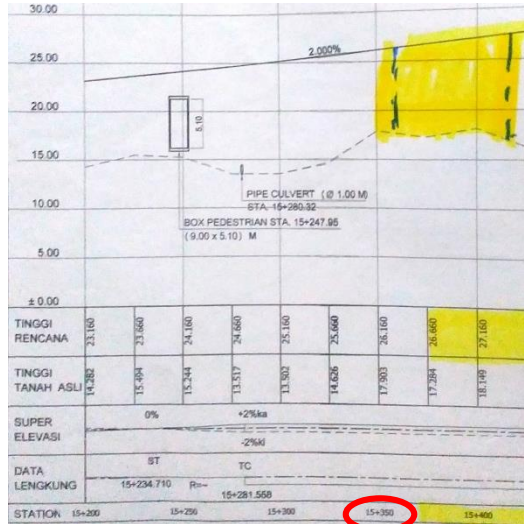 30.00
25.00
20.00
15.00
10.00
5.00
± 0.00
2.000%
5,10
PIPE CULVERT (Ø 1.00 M)
STA. 15+280.32
BOX PEDESTRIAN STA. 15+247.95
(9.00 x 5.10) M
TINGGI RENCANA 23.160 23.660 24.160 24.660 25.160 25.660 26.160 26.660 27.160
TINGGI TANAH ASLI 14.282 15.494 15.244 13.517 13.502 14.626 17.903 17.284 18.149
SUPER ELEVASI
0% +2%ka
-2%ki
DATA LENGKUNG
ST TC
15+234.710 R=~
15+281.558
STATION 15+200 15+250 15+300 15+350 15+400